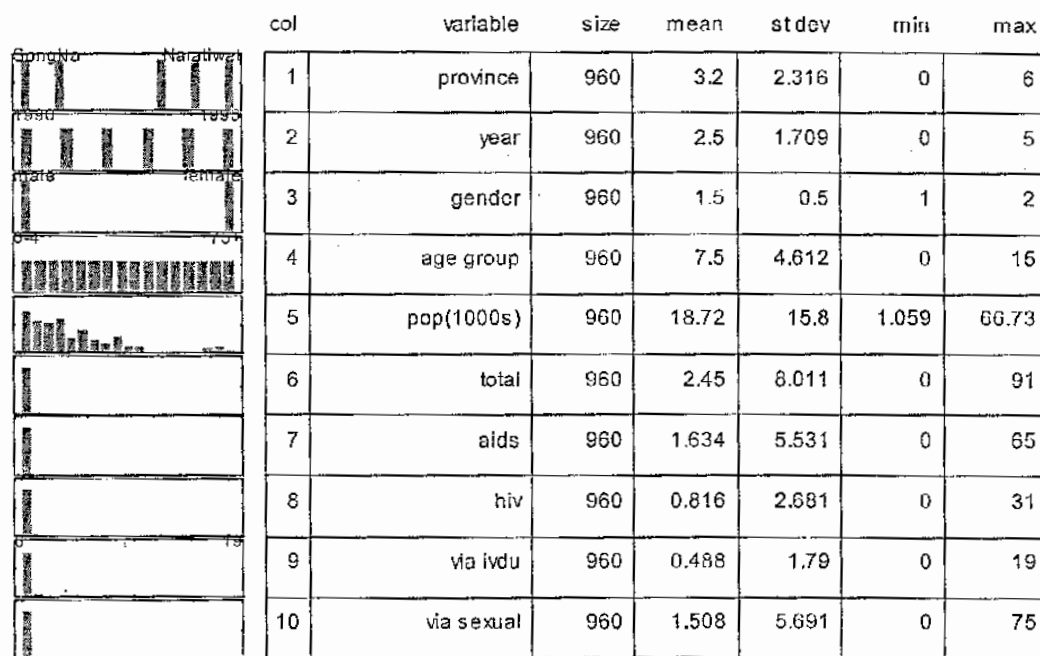 col variable size mean st dev min max
SongNa Naratiwat
1 province 960 3.2 2.316 0 6
1990 1995
2 year 960 2.5 1.709 0 5
male female
3 gender 960 1.5 0.5 1 2
0-4 75+
4 age group 960 7.5 4.612 0 15
5 pop(1000s) 960 18.72 15.8 1.059 66.73
6 total 960 2.45 8.011 0 91
7 aids 960 1.634 5.531 0 65
8 hiv 960 0.816 2.681 0 31
0 19
9 via ivdu 960 0.488 1.79 0 19
10 via sexual 960 1.508 5.691 0 75